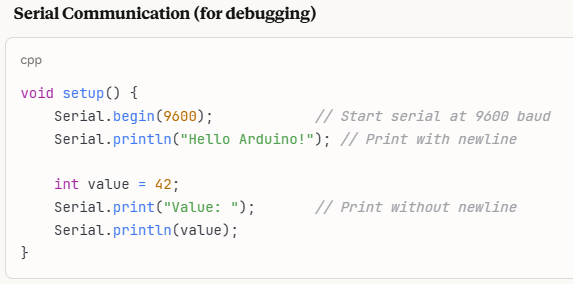 Serial Communication (for debugging)
cpp
void setup() {
    Serial.begin(9600);           // Start serial at 9600 baud
    Serial.println("Hello Arduino!"); // Print with newline

    int value = 42;
    Serial.print("Value: ");      // Print without newline
    Serial.println(value);
}